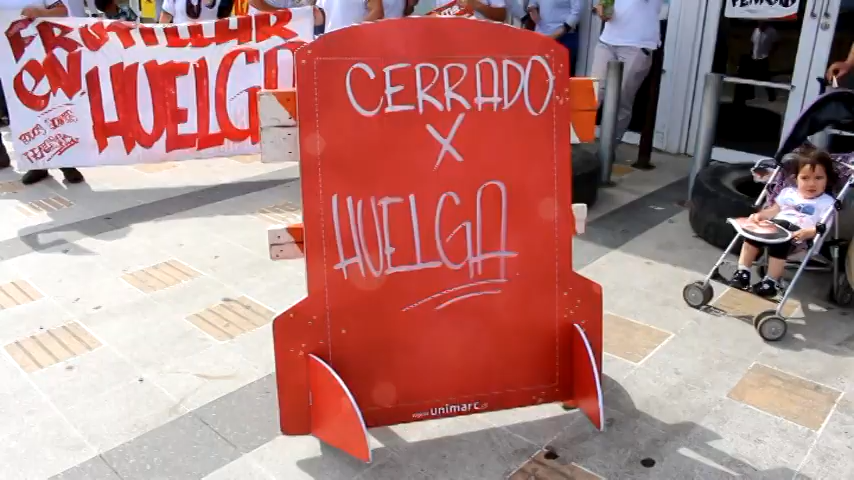 FRUTILLAR
EN HUELGA
CERRADO
X
HUELGA
unimarc